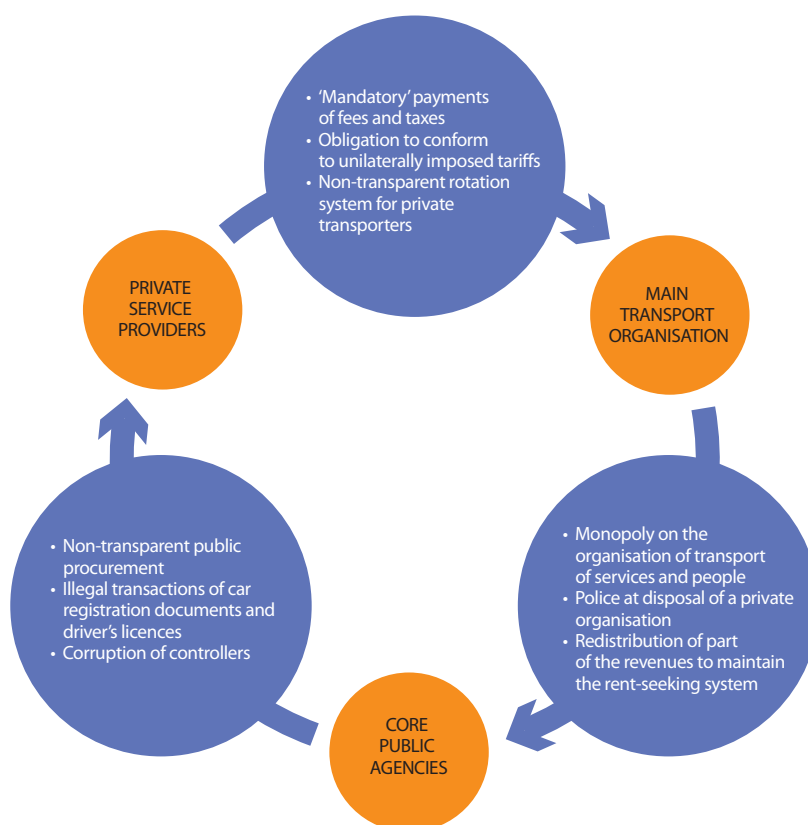 • ‘Mandatory’ payments
of fees and taxes
• Obligation to conform
to unilaterally imposed tariffs
• Non-transparent rotation
system for private
transporters
PRIVATE
SERVICE
PROVIDERS
MAIN
TRANSPORT
ORGANISATION
• Non-transparent public
procurement
• Illegal transactions of car
registration documents and
driver’s licences
• Corruption of controllers
• Monopoly on the
organisation of transport
of services and people
• Police at disposal of a private
organisation
• Redistribution of part
of the revenues to maintain
the rent-seeking system
CORE
PUBLIC
AGENCIES